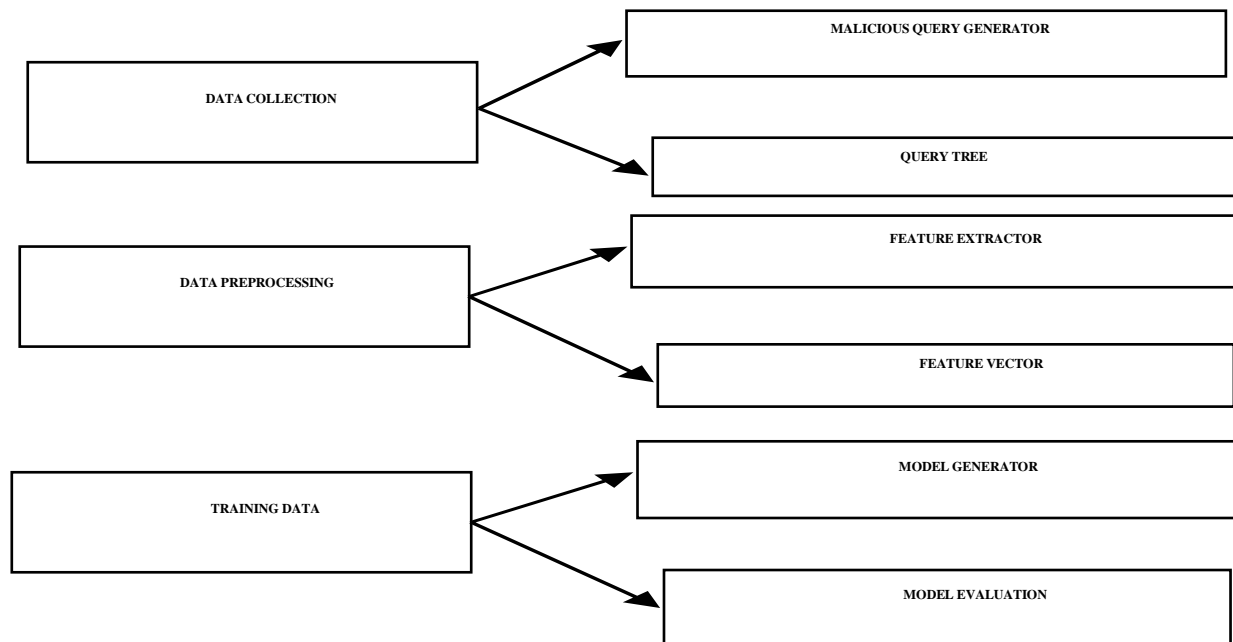 MALICIOUS QUERY GENERATOR
DATA COLLECTION
QUERY TREE
FEATURE EXTRACTOR
DATA PREPROCESSING
FEATURE VECTOR
MODEL GENERATOR
TRAINING DATA
MODEL EVALUATION